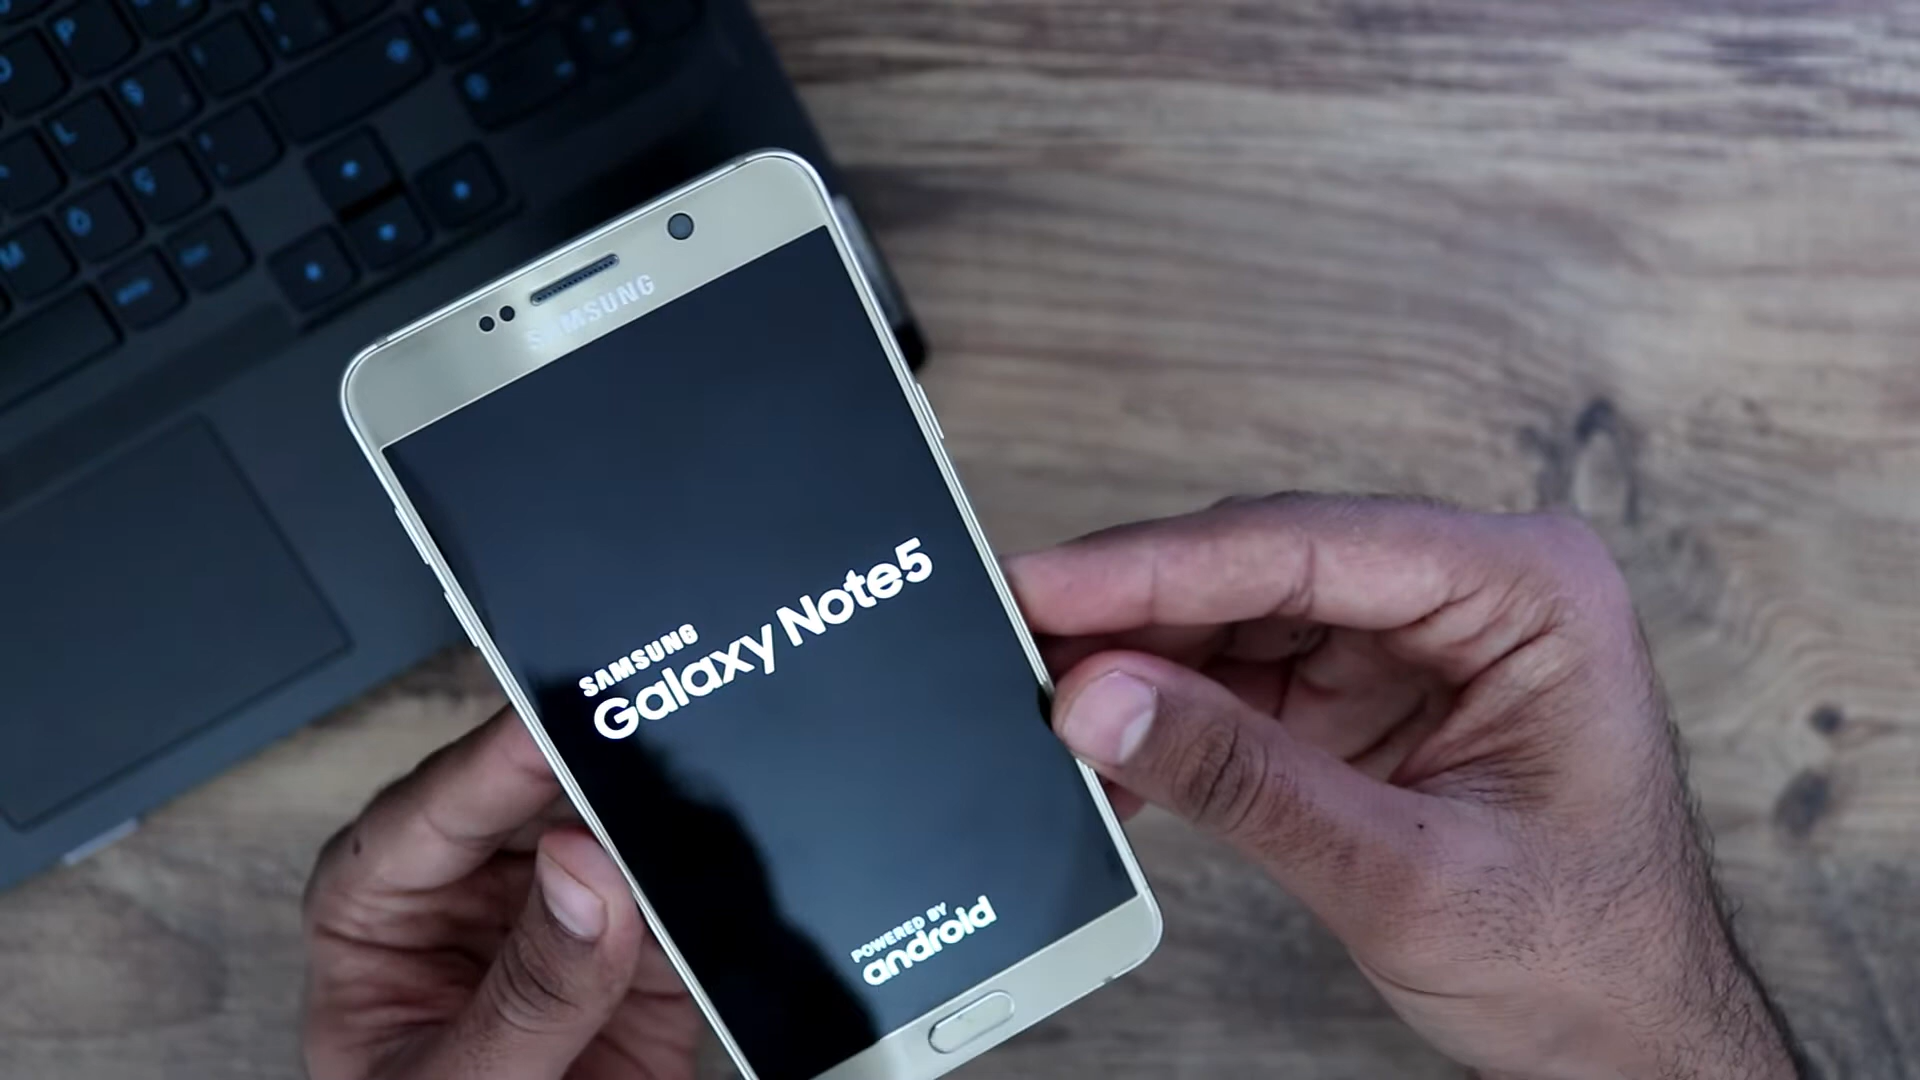 P
L
Ş
Ö
Ç
M
SAMSUNG
SAMSUNG
Galaxy Note5
POWERED BY
android